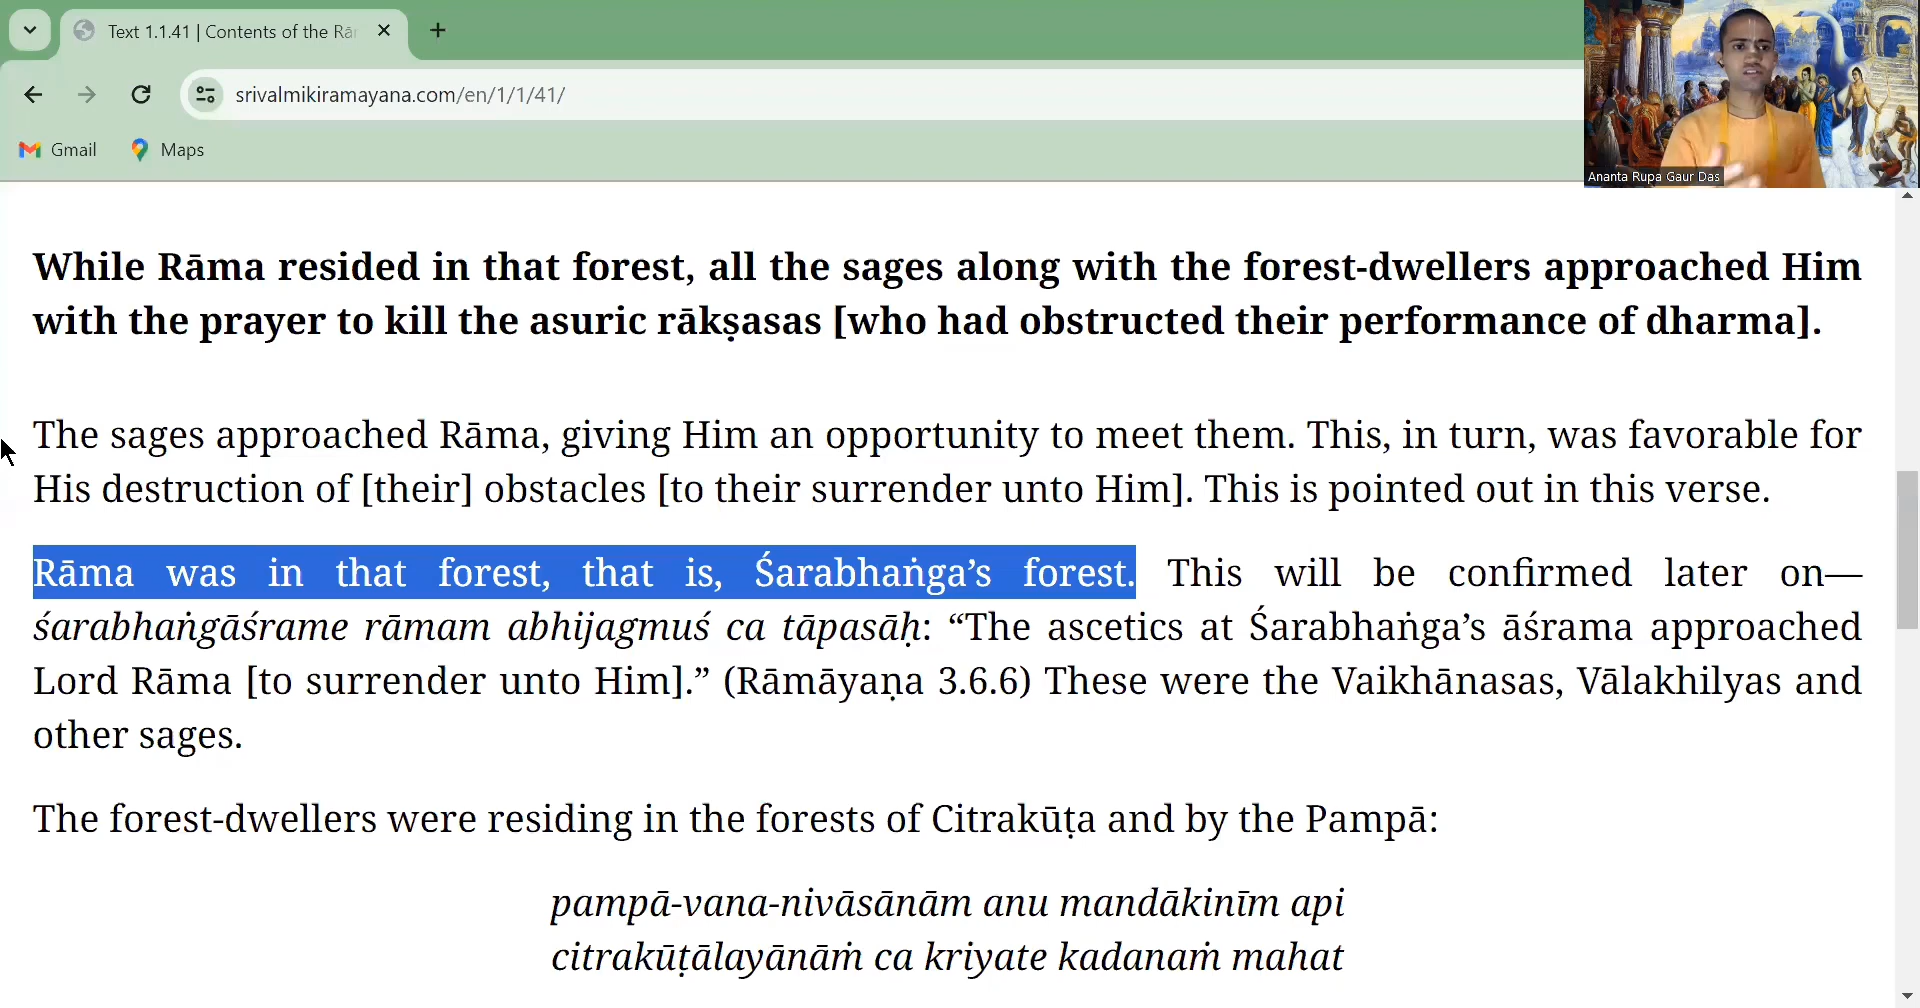 Text 1.1.41 | Contents of the Rā
srivalmikiramayana.com/en/1/1/41/
Gmail
Maps
Ananta Rupa Gaur Das
While Rāma resided in that forest, all the sages along with the forest-dwellers approached Him
with the prayer to kill the asuric rākṣasas [who had obstructed their performance of dharma].
The sages approached Rāma, giving Him an opportunity to meet them. This, in turn, was favorable for
His destruction of [their] obstacles [to their surrender unto Him]. This is pointed out in this verse.
Rāma was in that forest, that is, Śarabhaṅga’s forest. This will be confirmed later on—
śarabhaṅgāśrame rāmam abhijagmuś ca tāpasāḥ: “The ascetics at Śarabhaṅga’s āśrama approached
Lord Rāma [to surrender unto Him].” (Rāmāyaṇa 3.6.6) These were the Vaikhānasas, Vālakhilyas and
other sages.
The forest-dwellers were residing in the forests of Citrakūṭa and by the Pampā:
pampā-vana-nivāsānām anu mandākinīm api
citrakūṭālayānāṁ ca kriyate kadanaṁ mahat